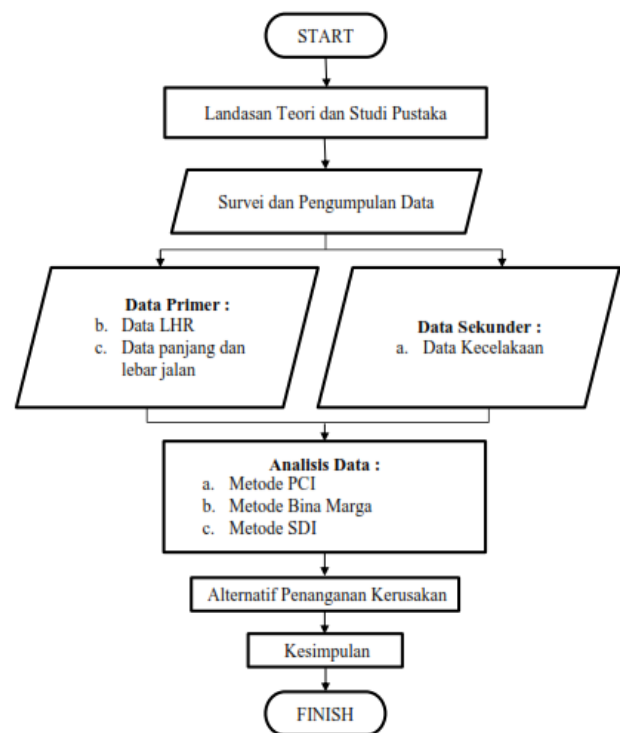 START
Landasan Teori dan Studi Pustaka
Survei dan Pengumpulan Data
Data Primer :
b. Data LHR
c. Data panjang dan
lebar jalan
Data Sekunder :
a. Data Kecelakaan
Analisis Data :
a. Metode PCI
b. Metode Bina Marga
c. Metode SDI
Alternatif Penanganan Kerusakan
Kesimpulan
FINISH